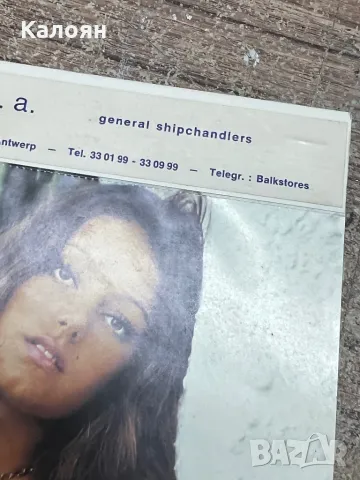 Калоян
. a.
general shipchandlers
Antwerp — Tel. 33 01 99 - 33 09 99 — Telegr. : Balkstores
BAZAR